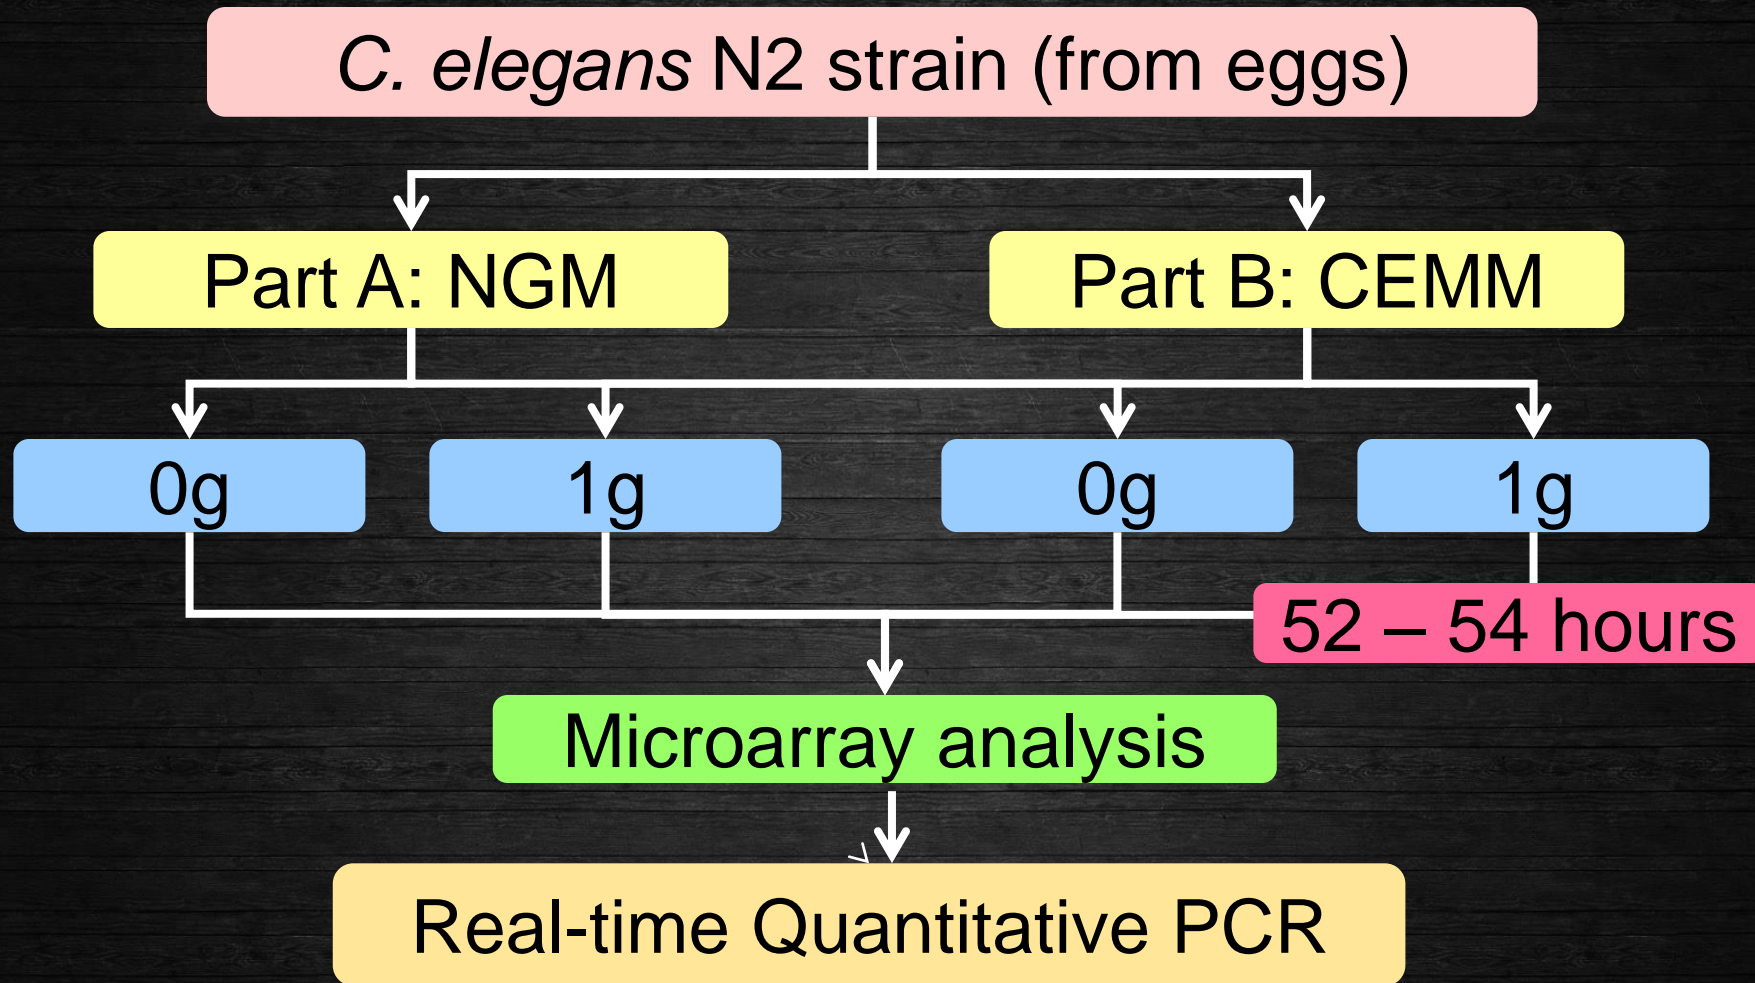 C. elegans N2 strain (from eggs)
Part A: NGM
Part B: CEMM
0g
1g
0g
1g
52 – 54 hours
Microarray analysis
Real-time Quantitative PCR